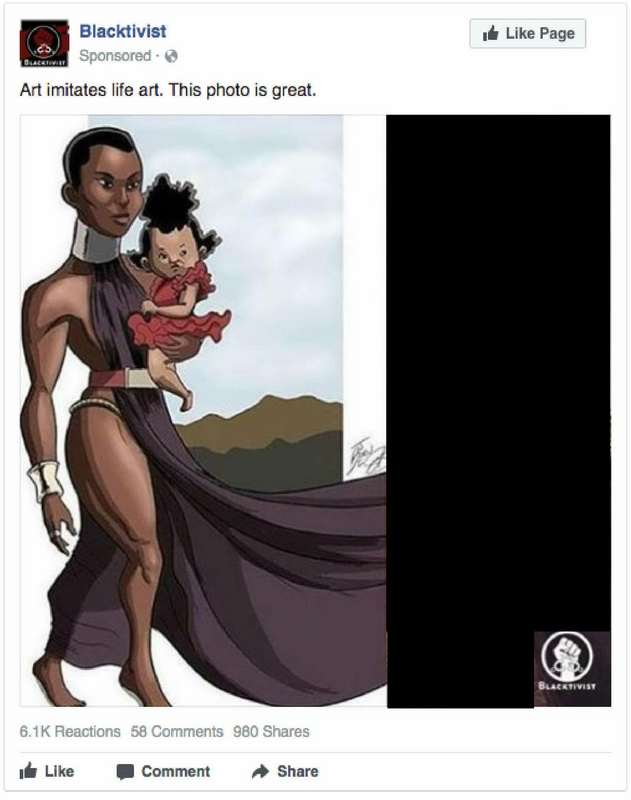 Blacktivist
BLACKTIVIST
Sponsored ·
Like Page
Art imitates life art. This photo is great.
BLACKTIVIST
6.1K Reactions 58 Comments 980 Shares
Like Comment Share